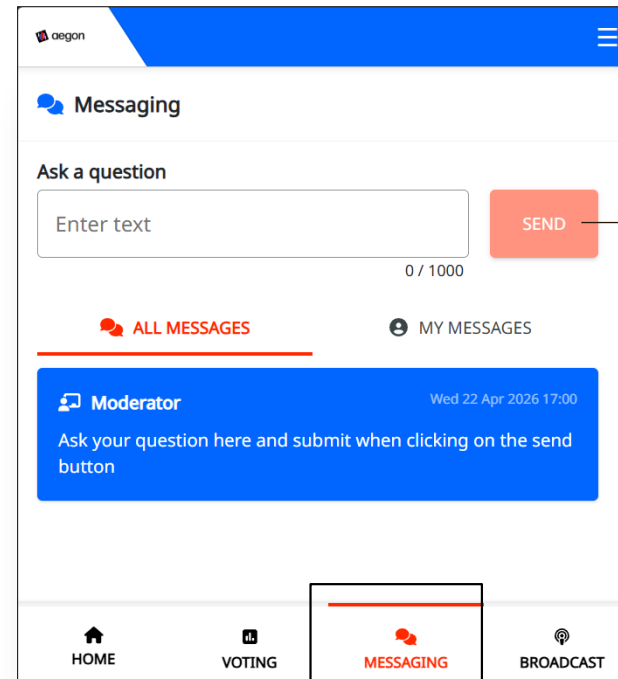 aegon
Messaging
Ask a question
Enter text
SEND
0 / 1000
ALL MESSAGES
MY MESSAGES
Moderator
Wed 22 Apr 2026 17:00
Ask your question here and submit when clicking on the send
button
HOME
VOTING
MESSAGING
BROADCAST